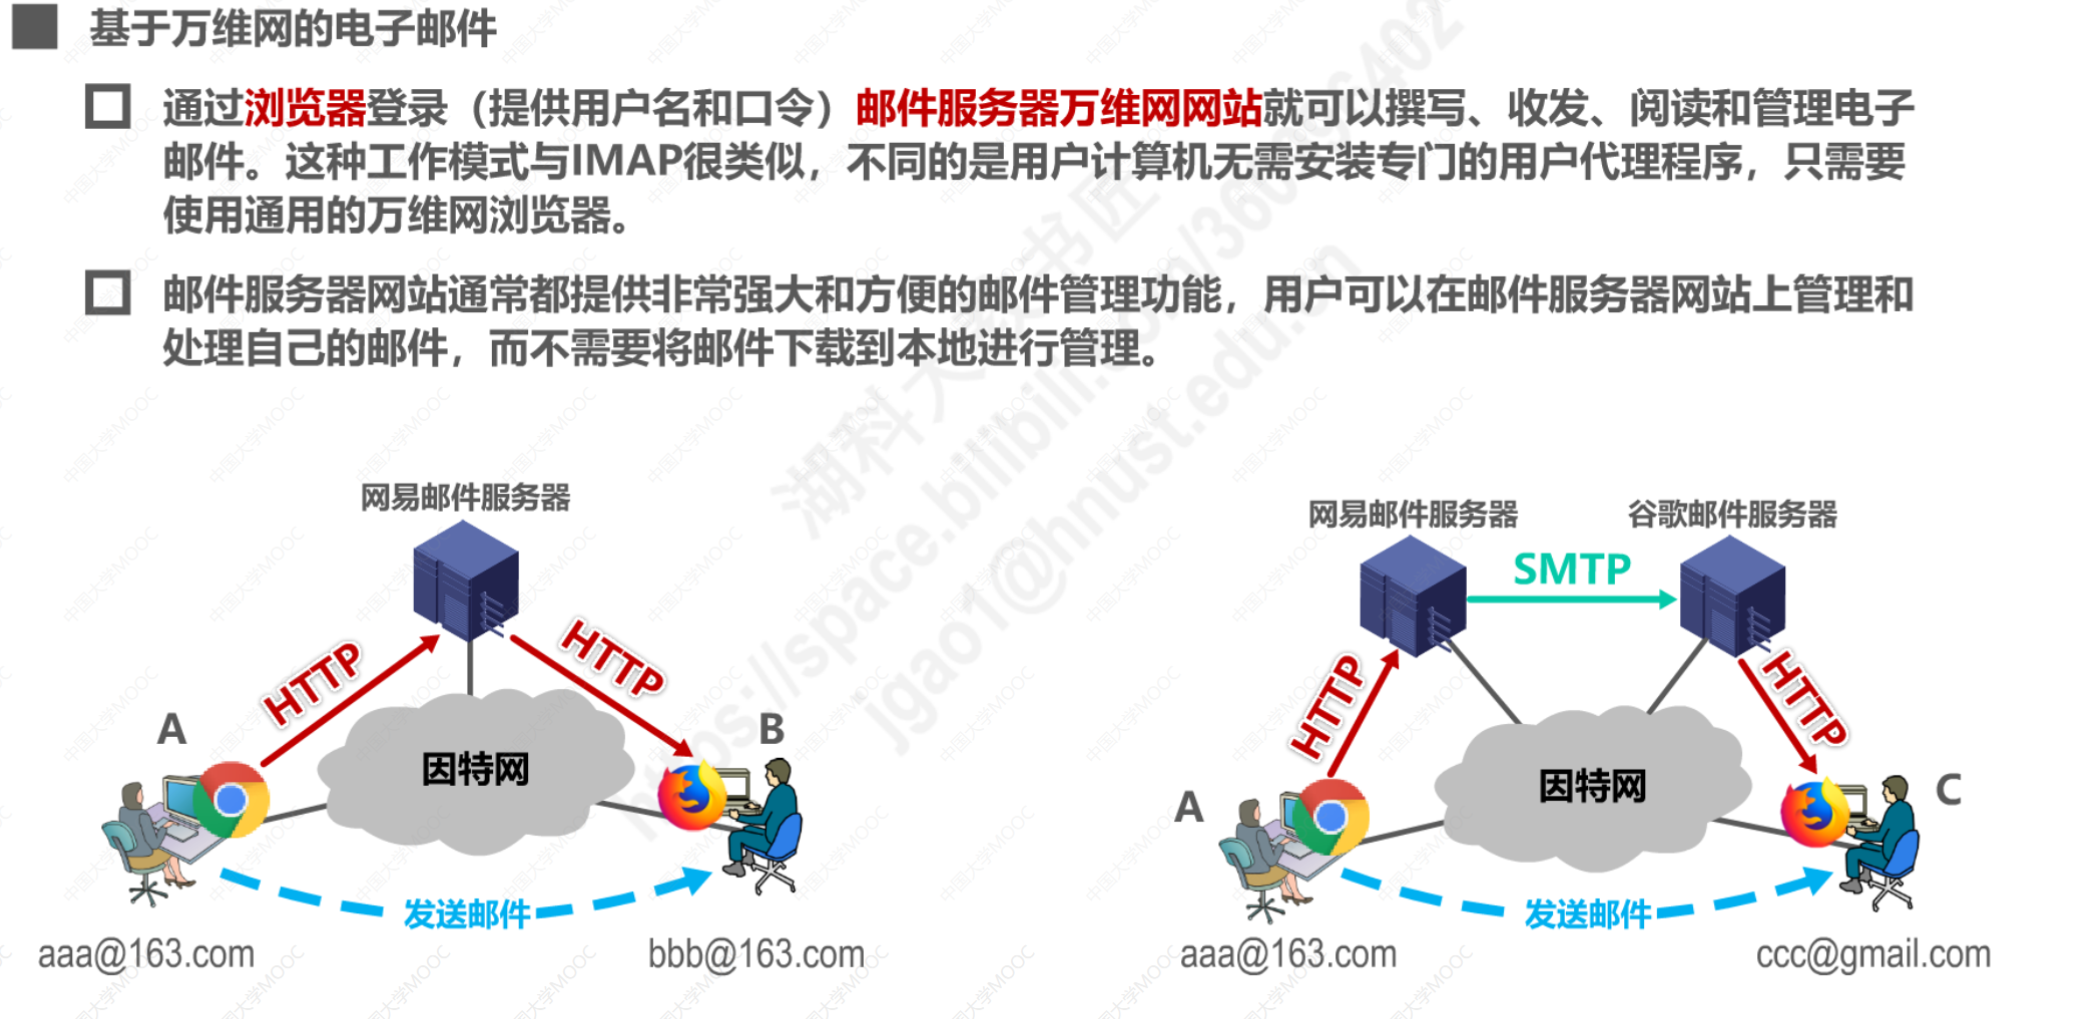 基于万维网的电子邮件
通过浏览器登录（提供用户名和口令）邮件服务器万维网网站就可以撰写、收发、阅读和管理电子
邮件。这种工作模式与IMAP很类似，不同的是用户计算机无需安装专门的用户代理程序，只需要
使用通用的万维网浏览器。
邮件服务器网站通常都提供非常强大和方便的邮件管理功能，用户可以在邮件服务器网站上管理和
处理自己的邮件，而不需要将邮件下载到本地进行管理。
网易邮件服务器
HTTP
HTTP
A
B
因特网
发送邮件
aaa@163.com
bbb@163.com
网易邮件服务器
谷歌邮件服务器
SMTP
HTTP
HTTP
A
C
因特网
发送邮件
aaa@163.com
ccc@gmail.com
jgao1@hnust.edu.cn
中国大学MOOC